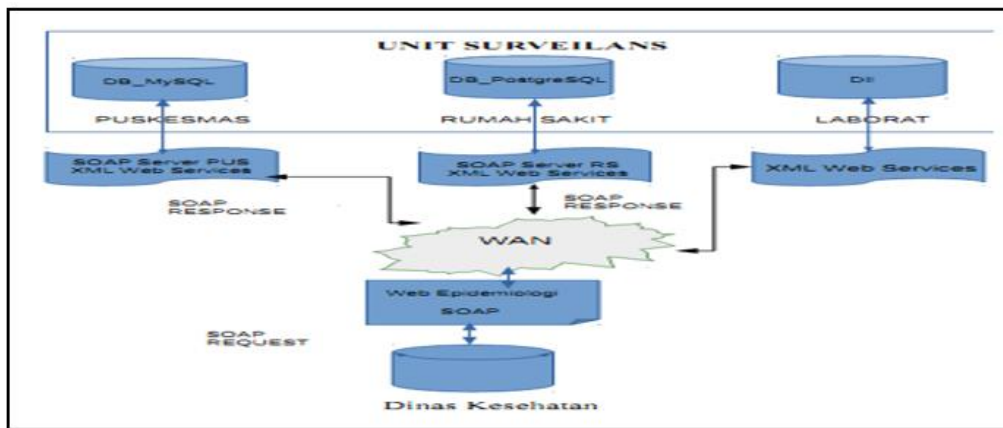 UNIT SURVEILANS
DB_MySQL
DB_PostgreSQL
Dll
PUSKESMAS
RUMAH SAKIT
LABORAT
SOAP Server PUS
XML Web Services
SOAP Server RS
XML Web Services
XML Web Services
SOAP
RESPONSE
SOAP
RESPONSE
WAN
Web Epidemiologi
SOAP
SOAP
REQUEST
Dinas Kesehatan